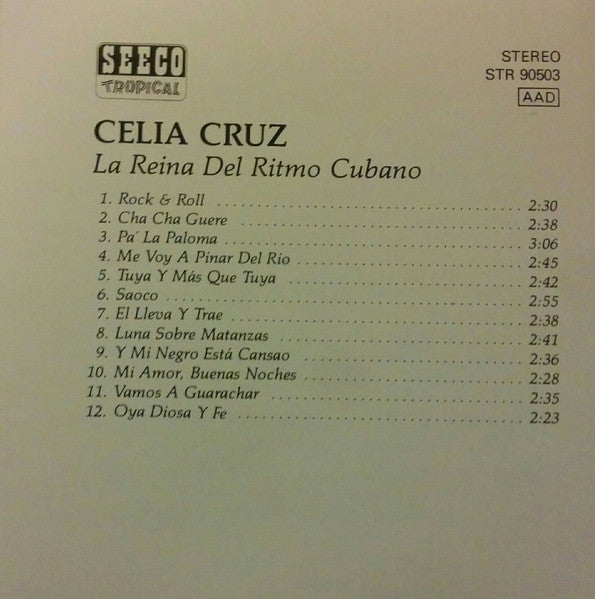 SEECO
TROPICAL
STEREO
STR 90503
AAD
CELIA CRUZ
La Reina Del Ritmo Cubano
1. Rock & Roll ........................................ 2:30
2. Cha Cha Guere ........................................ 2:38
3. Pa' La Paloma ........................................ 3:06
4. Me Voy A Pinar Del Rio ........................................ 2:45
5. Tuya Y Más Que Tuya ........................................ 2:42
6. Saoco ........................................ 2:55
7. El Lleva Y Trae ........................................ 2:38
8. Luna Sobre Matanzas ........................................ 2:41
9. Y Mi Negro Está Cansao ........................................ 2:36
10. Mi Amor, Buenas Noches ........................................ 2:28
11. Vamos A Guarachar ........................................ 2:35
12. Oya Diosa Y Fe ........................................ 2:23